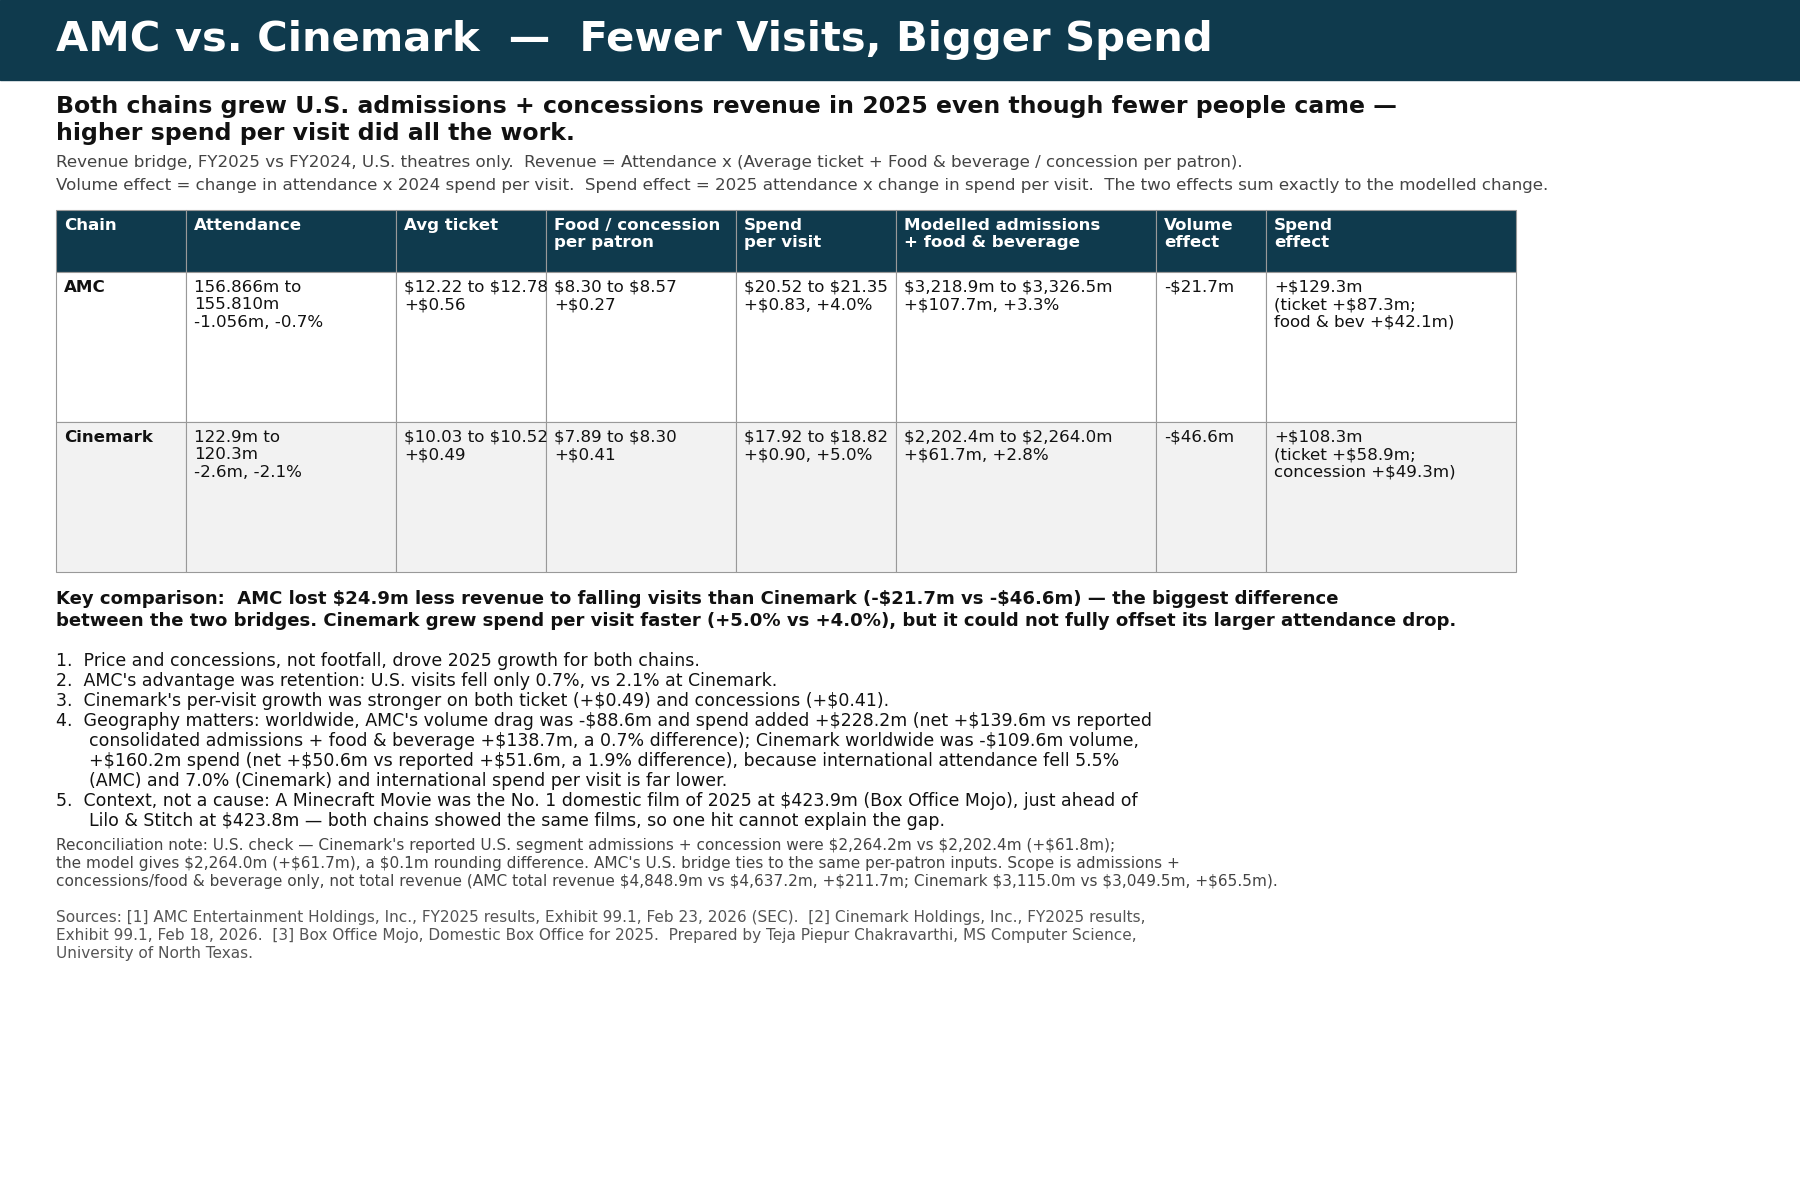 AMC vs. Cinemark — Fewer Visits, Bigger Spend
Both chains grew U.S. admissions + concessions revenue in 2025 even though fewer people came —
higher spend per visit did all the work.
Revenue bridge, FY2025 vs FY2024, U.S. theatres only. Revenue = Attendance x (Average ticket + Food & beverage / concession per patron).
Volume effect = change in attendance x 2024 spend per visit. Spend effect = 2025 attendance x change in spend per visit. The two effects sum exactly to the modelled change.
Chain
Attendance
Avg ticket
Food / concession
per patron
Spend
per visit
Modelled admissions
+ food & beverage
Volume
effect
Spend
effect
AMC
156.866m to
155.810m
-1.056m, -0.7%
$12.22 to $12.78
+$0.56
$8.30 to $8.57
+$0.27
$20.52 to $21.35
+$0.83, +4.0%
$3,218.9m to $3,326.5m
+$107.7m, +3.3%
-$21.7m
+$129.3m
(ticket +$87.3m;
food & bev +$42.1m)
Cinemark
122.9m to
120.3m
-2.6m, -2.1%
$10.03 to $10.52
+$0.49
$7.89 to $8.30
+$0.41
$17.92 to $18.82
+$0.90, +5.0%
$2,202.4m to $2,264.0m
+$61.7m, +2.8%
-$46.6m
+$108.3m
(ticket +$58.9m;
concession +$49.3m)
Key comparison: AMC lost $24.9m less revenue to falling visits than Cinemark (-$21.7m vs -$46.6m) — the biggest difference
between the two bridges. Cinemark grew spend per visit faster (+5.0% vs +4.0%), but it could not fully offset its larger attendance drop.
1. Price and concessions, not footfall, drove 2025 growth for both chains.
2. AMC's advantage was retention: U.S. visits fell only 0.7%, vs 2.1% at Cinemark.
3. Cinemark's per-visit growth was stronger on both ticket (+$0.49) and concessions (+$0.41).
4. Geography matters: worldwide, AMC's volume drag was -$88.6m and spend added +$228.2m (net +$139.6m vs reported
consolidated admissions + food & beverage +$138.7m, a 0.7% difference); Cinemark worldwide was -$109.6m volume,
+$160.2m spend (net +$50.6m vs reported +$51.6m, a 1.9% difference), because international attendance fell 5.5%
(AMC) and 7.0% (Cinemark) and international spend per visit is far lower.
5. Context, not a cause: A Minecraft Movie was the No. 1 domestic film of 2025 at $423.9m (Box Office Mojo), just ahead of
Lilo & Stitch at $423.8m — both chains showed the same films, so one hit cannot explain the gap.
Reconciliation note: U.S. check — Cinemark's reported U.S. segment admissions + concession were $2,264.2m vs $2,202.4m (+$61.8m);
the model gives $2,264.0m (+$61.7m), a $0.1m rounding difference. AMC's U.S. bridge ties to the same per-patron inputs. Scope is admissions +
concessions/food & beverage only, not total revenue (AMC total revenue $4,848.9m vs $4,637.2m, +$211.7m; Cinemark $3,115.0m vs $3,049.5m, +$65.5m).
Sources: [1] AMC Entertainment Holdings, Inc., FY2025 results, Exhibit 99.1, Feb 23, 2026 (SEC). [2] Cinemark Holdings, Inc., FY2025 results,
Exhibit 99.1, Feb 18, 2026. [3] Box Office Mojo, Domestic Box Office for 2025. Prepared by Teja Piepur Chakravarthi, MS Computer Science,
University of North Texas.